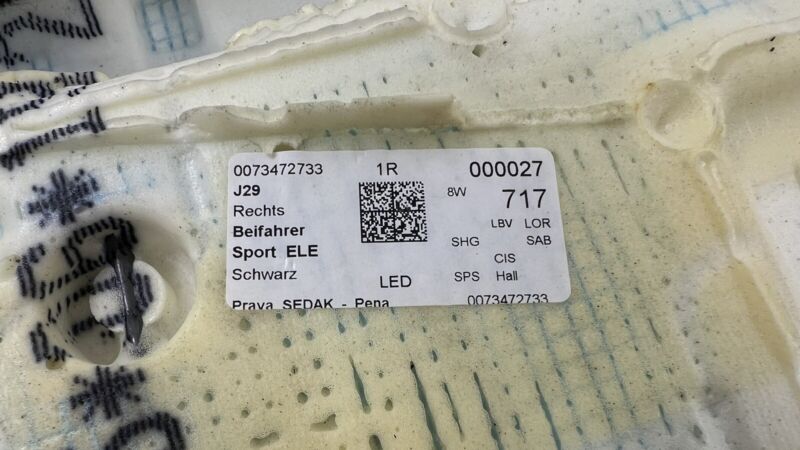 0073472733 1R 000027
J29 8W 717
Rechts LBV LOR
Beifahrer SHG SAB
Sport ELE CIS
Schwarz LED SPS Hall
Prava SEDAK - Pena 0073472733